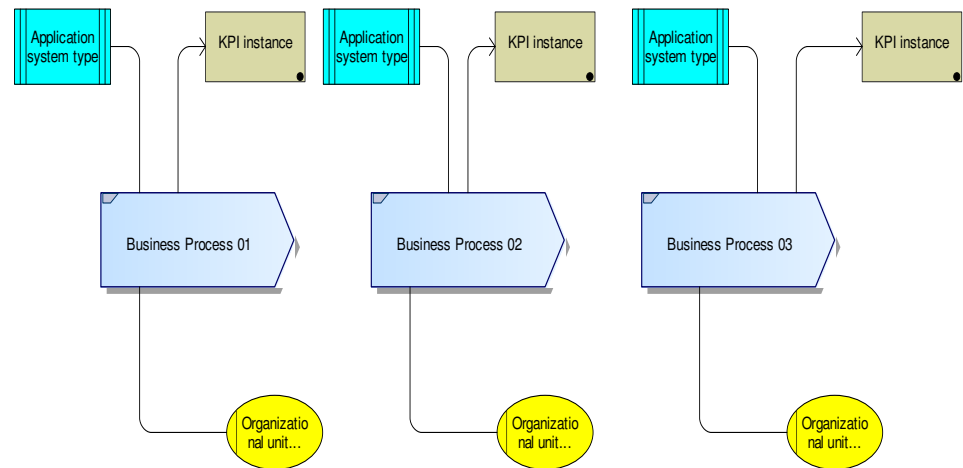 Application
system type
KPI instance
Application
system type
KPI instance
Application
system type
KPI instance
Business Process 01
Business Process 02
Business Process 03
Organizatio
nal unit...
Organizatio
nal unit...
Organizatio
nal unit...